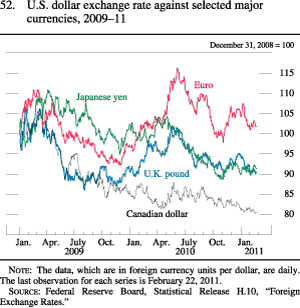 52. U.S. dollar exchange rate against selected major
currencies, 2009–11
December 31, 2008 = 100
115
Euro
Japanese yen
110
105
100
95
U.K. pound
90
85
Canadian dollar
80
Jan. Apr. July Oct. Jan. Apr. July Oct. Jan.
2009 2010 2011
NOTE: The data, which are in foreign currency units per dollar, are daily.
The last observation for each series is February 22, 2011.
SOURCE: Federal Reserve Board, Statistical Release H.10, “Foreign
Exchange Rates.”